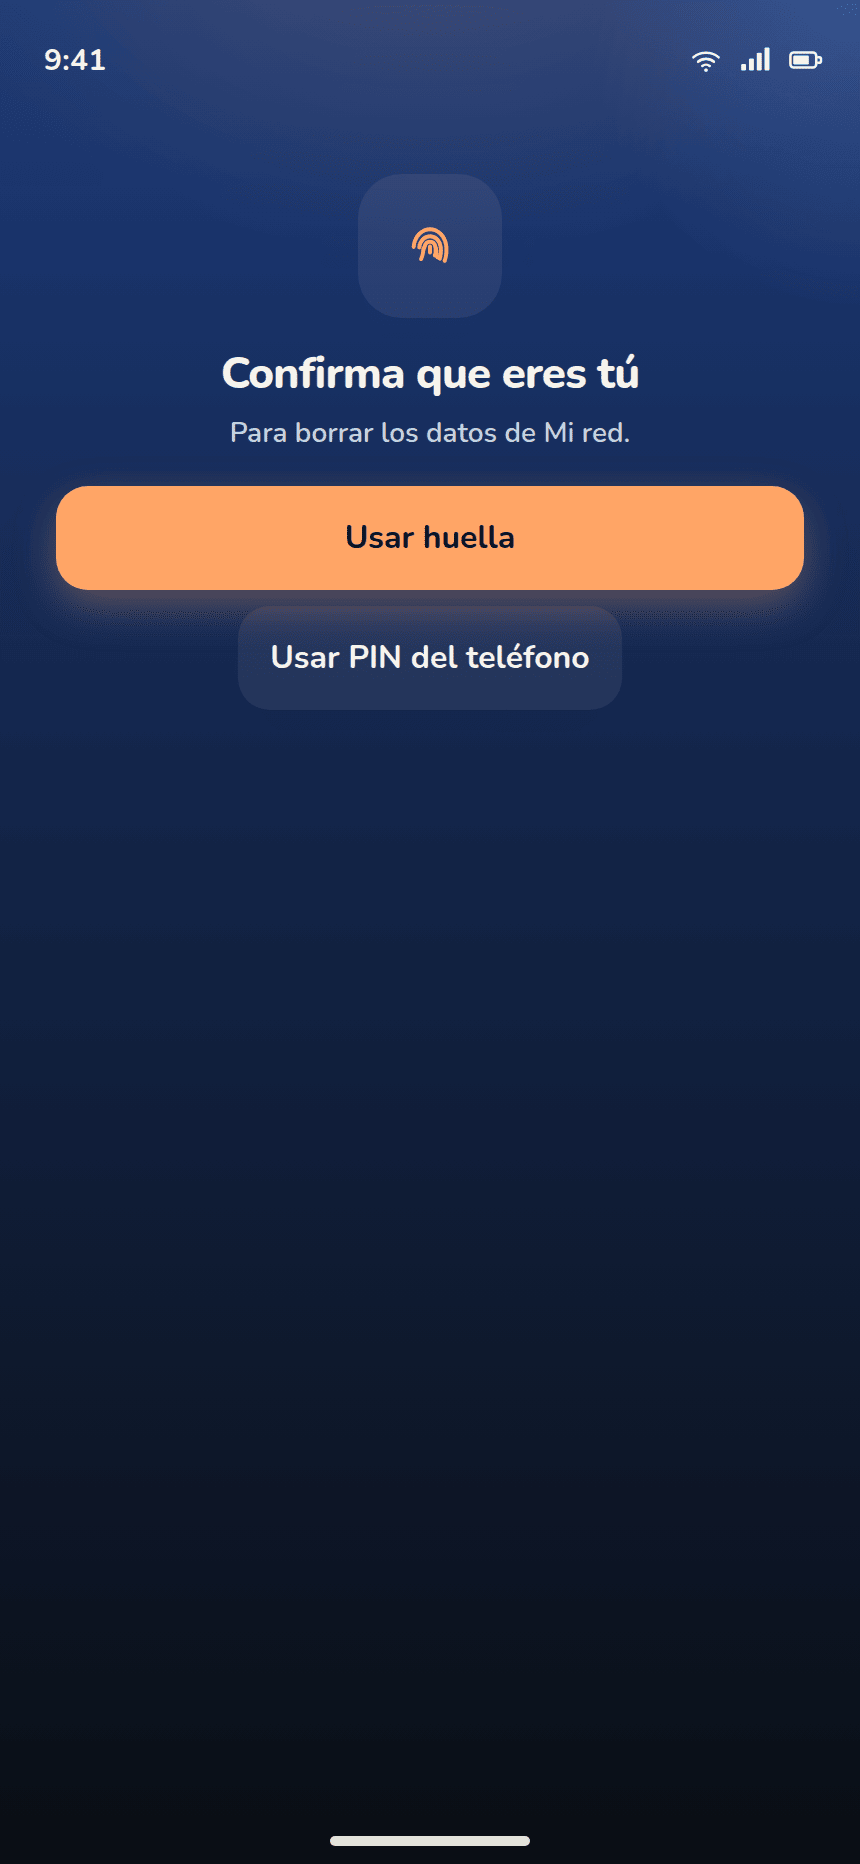 9:41
Confirma que eres tú
Para borrar los datos de Mi red.
Usar huella
Usar PIN del teléfono